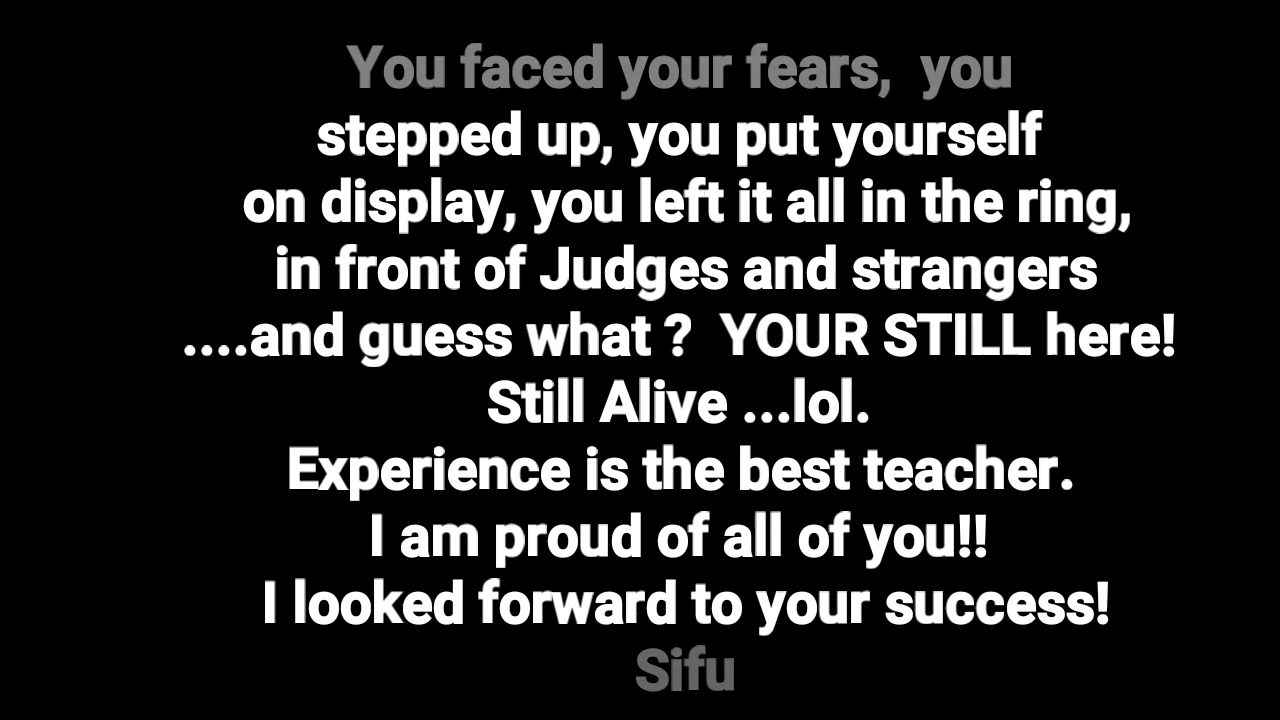 You faced your fears,  you
stepped up, you put yourself
on display, you left it all in the ring,
in front of Judges and strangers
....and guess what ?  YOUR STILL here!
Still Alive ...lol.
Experience is the best teacher.
I am proud of all of you!!
I looked forward to your success!
Sifu